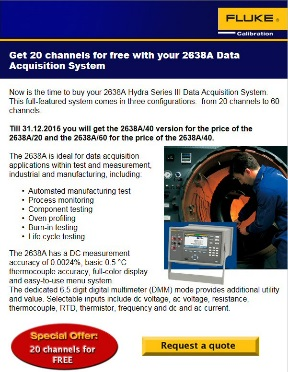 FLUKE
Calibration
Get 20 channels for free with your 2638A Data
Acquisition System
Now is the time to buy your 2638A Hydra Series III Data Acquisition System.
This full-featured system comes in three configurations: from 20 channels to 60
channels.
Till 31.12.2015 you will get the 2638A/40 version for the price of the
2638A/20 and the 2638A/60 for the price of the 2638A/40.
The 2638A is ideal for data acquisition
applications within test and measurement,
industrial and manufacturing, including:
• Automated manufacturing test
• Process monitoring
• Component testing
• Oven profiling
• Burn-in testing
• Life cycle testing
The 2638A has a DC measurement
accuracy of 0.0024%, basic 0.5 °C
thermocouple accuracy, full-color display
and easy-to-use menu system.
The dedicated 6.5 digit digital multimeter (DMM) mode provides additional utility
and value. Selectable inputs include dc voltage, ac voltage, resistance,
thermocouple, RTD, thermistor, frequency and dc and ac current.
Special Offer:
20 channels for
FREE
Request a quote